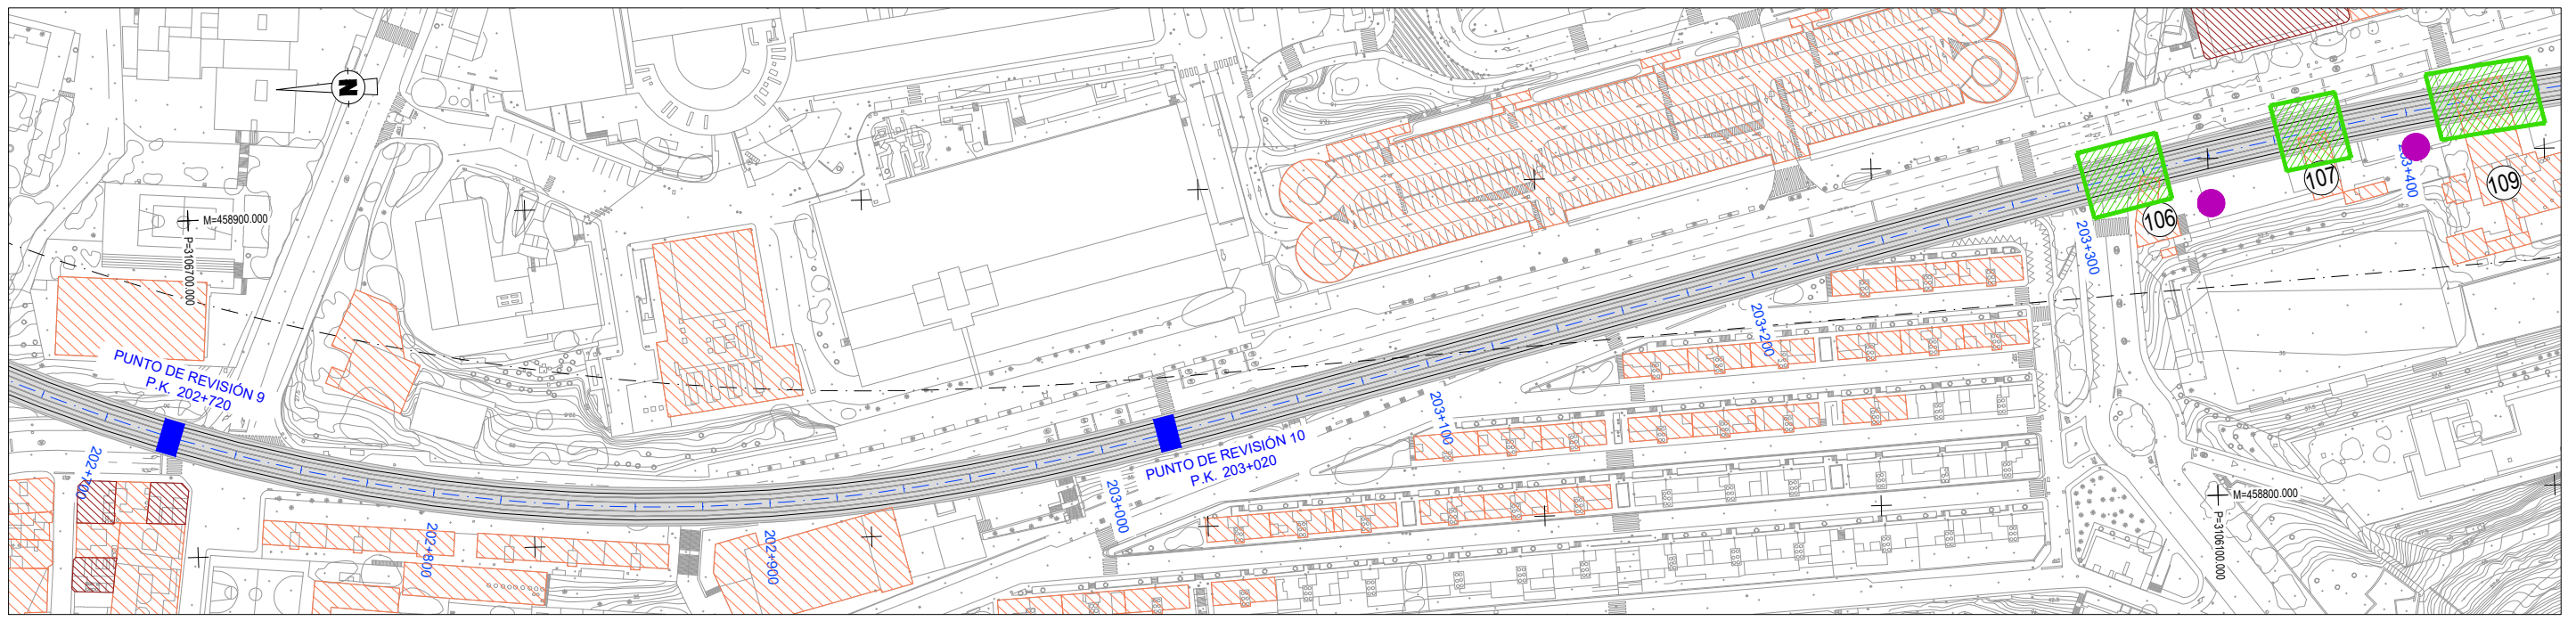 N
M=458900.000
P=3106700.000
PUNTO DE REVISIÓN 9
P.K. 202+720
202+700
202+800
202+900
203+000
PUNTO DE REVISIÓN 10
P.K. 203+020
203+100
203+200
203+300
106
107
203+400
109
M=458800.000
P=3106100.000